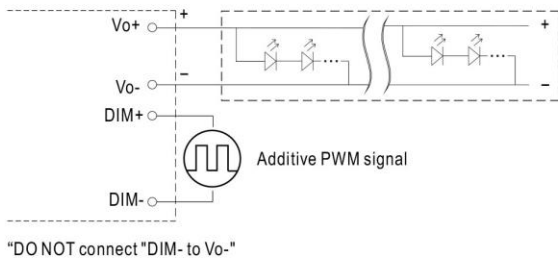 Vo+
+
+
Vo-
−
−
DIM+
Additive PWM signal
DIM-
"DO NOT connect "DIM- to Vo-"